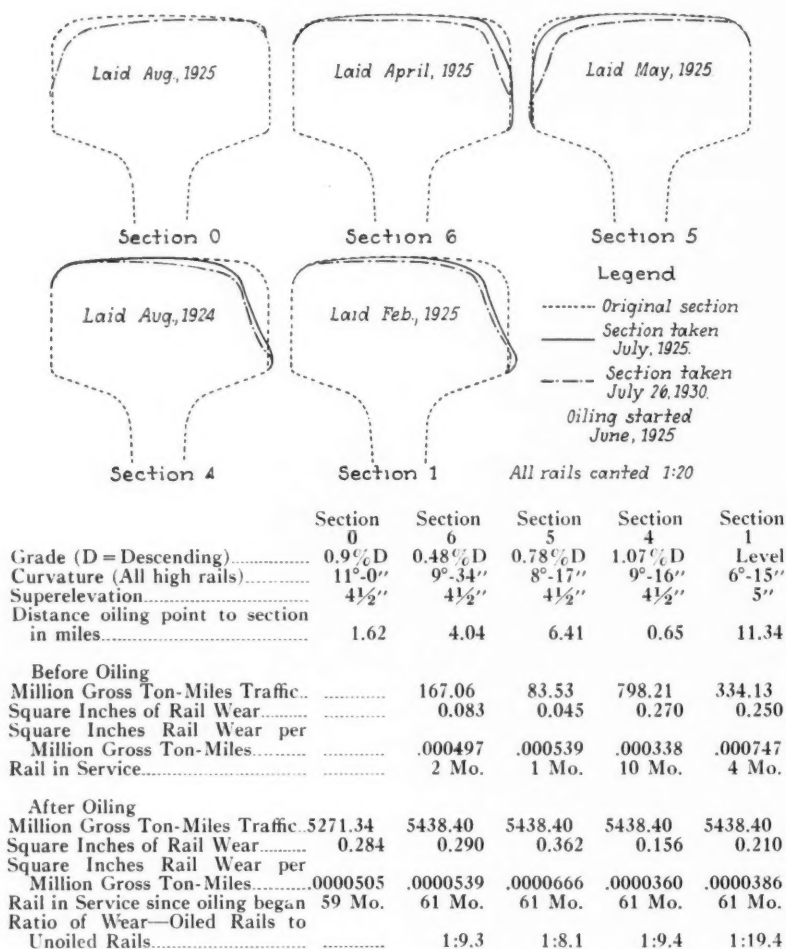 Laid Aug., 1925
Laid April, 1925
Laid May, 1925
Section 0
Section 6
Section 5
Laid Aug., 1924
Laid Feb., 1925
Legend
Original section
Section taken
July, 1925.
Section taken
July 26, 1930.
Oiling started
June, 1925
Section 4
Section 1
All rails canted 1:20
Section Section Section Section Section
0 6 5 4 1
Grade (D = Descending) 0.9%D 0.48%D 0.78%D 1.07%D Level
Curvature (All high rails) 11°-0″ 9°-34″ 8°-17″ 9°-16″ 6°-15″
Superelevation 4½″ 4½″ 4½″ 4½″ 5″
Distance oiling point to section
in miles 1.62 4.04 6.41 0.65 11.34
Before Oiling
Million Gross Ton-Miles Traffic.. ............ 167.06 83.53 798.21 334.13
Square Inches of Rail Wear ............ 0.083 0.045 0.270 0.250
Square Inches Rail Wear per
Million Gross Ton-Miles ............ .000497 .000539 .000338 .000747
Rail in Service ............ 2 Mo. 1 Mo. 10 Mo. 4 Mo.
After Oiling
Million Gross Ton-Miles Traffic..5271.34 5438.40 5438.40 5438.40 5438.40
Square Inches of Rail Wear 0.284 0.290 0.362 0.156 0.210
Square Inches Rail Wear per
Million Gross Ton-Miles .0000505 .0000539 .0000666 .0000360 .0000386
Rail in Service since oiling began 59 Mo. 61 Mo. 61 Mo. 61 Mo. 61 Mo.
Ratio of Wear—Oiled Rails to
Unoiled Rails ............ 1:9.3 1:8.1 1:9.4 1:19.4